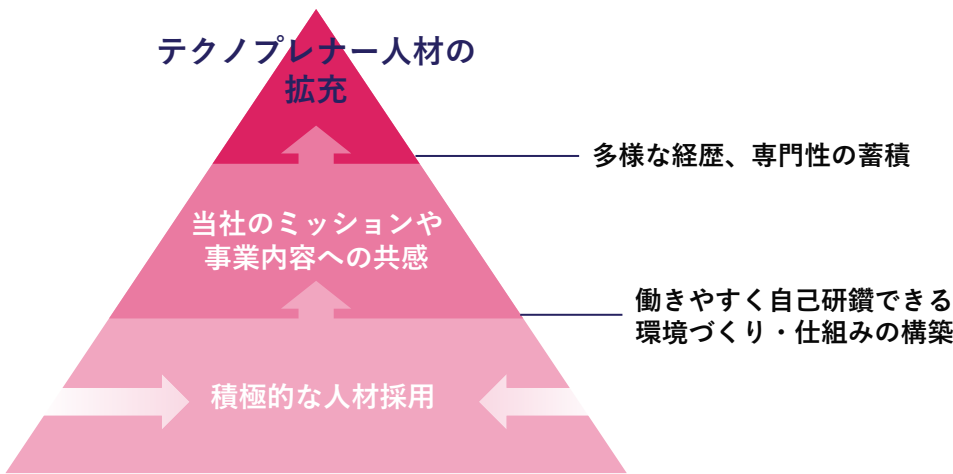 テクノプレナー人材の
拡充
多様な経歴、専門性の蓄積
当社のミッションや
事業内容への共感
働きやすく自己研鑽できる
環境づくり・仕組みの構築
積極的な人材採用